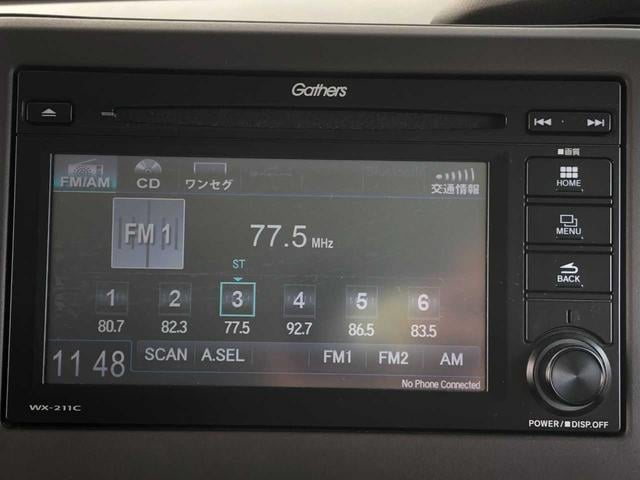 Gathers
■画質
FM/AM CD ワンセグ 交通情報
HOME
MENU
BACK
FM 1 77.5 MHz
ST
1 2 3 4 5 6
80.7 82.3 77.5 92.7 86.5 83.5
11 48 SCAN A.SEL FM1 FM2 AM
No Phone Connected
WX-211C
POWER/■DISP.OFF